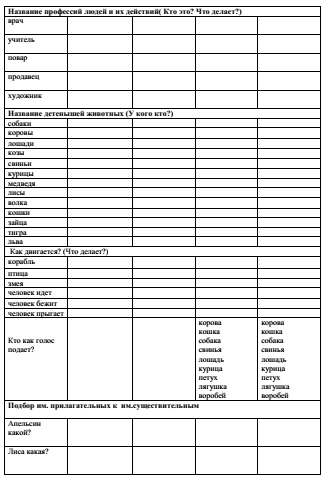 Название профессий людей и их действий( Кто это? Что делает?)
врач
учитель
повар
продавец
художник
Название детенышей животных (У кого кто?)
собаки
коровы
лошади
козы
свиньи
курицы
медведя
лисы
волка
кошки
зайца
тигра
льва
Как двигается? (Что делает?)
корабль
птица
змея
человек идет
человек бежит
человек прыгает
Кто как голос
подает?
корова
кошка
собака
свинья
лошадь
курица
петух
лягушка
воробей
корова
кошка
собака
свинья
лошадь
курица
петух
лягушка
воробей
Подбор им. прилагательных к им.существительным
Апельсин
какой?
Лиса какая?